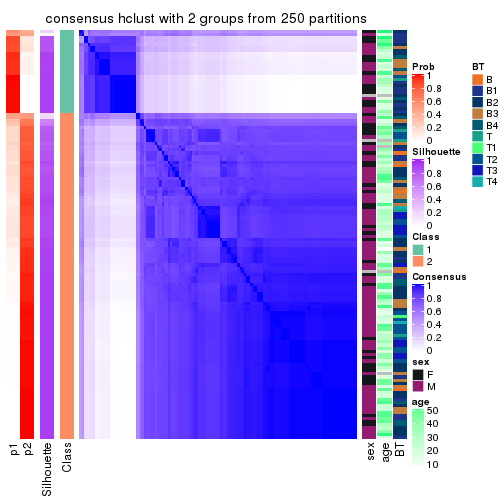 consensus hclust with 2 groups from 250 partitions
p1
p2
Silhouette
Class
sex
age
BT
Prob
1
0.8
0.6
0.4
0.2
0
Silhouette
1
0.8
0.6
0.4
0.2
0
Class
1
2
Consensus
1
0.8
0.6
0.4
0.2
0
sex
F
M
age
50
40
30
20
10
BT
B
B1
B2
B3
B4
T
T1
T2
T3
T4